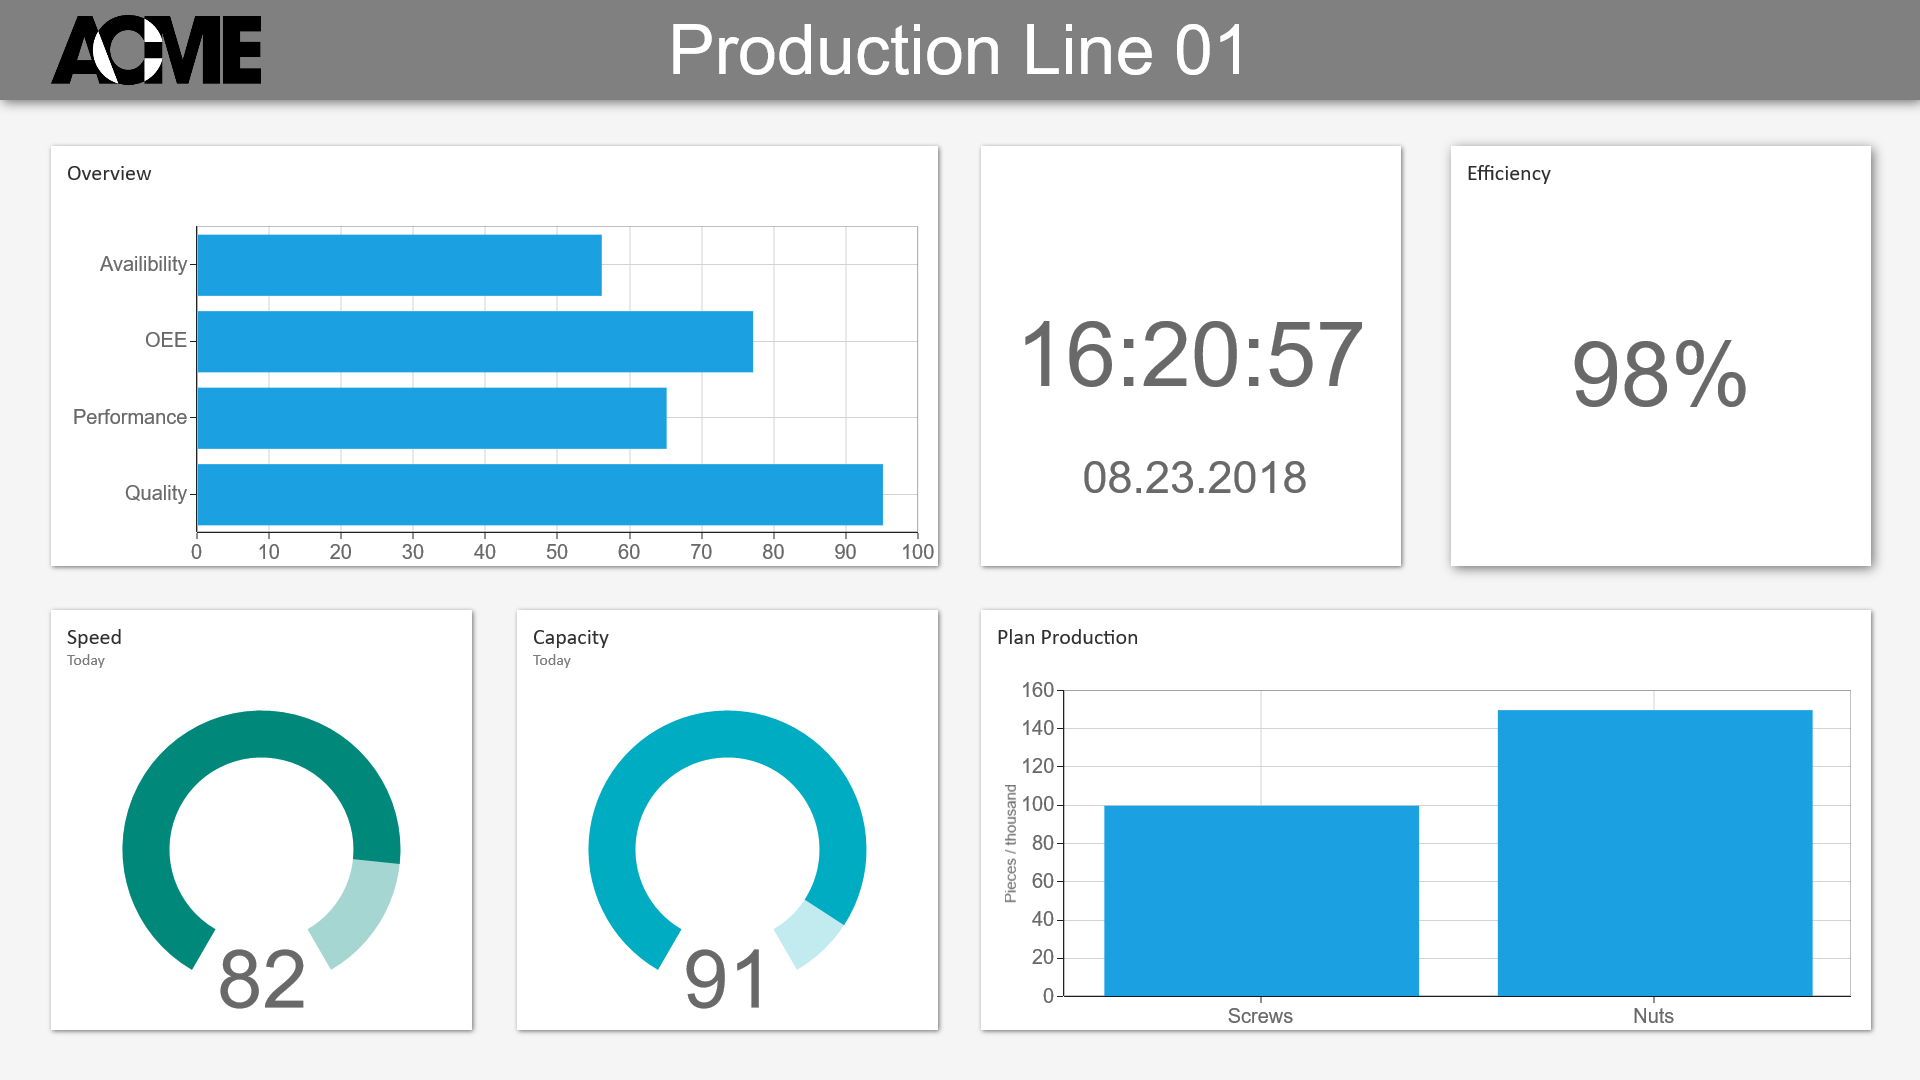 ACME
Production Line 01
Overview
Availibility
OEE
Performance
Quality
0 10 20 30 40 50 60 70 80 90 100
16:20:57
08.23.2018
Efficiency
98%
Speed
Today
82
Capacity
Today
91
Plan Production
Pieces / thousand
160
140
120
100
80
60
40
20
0
Screws Nuts